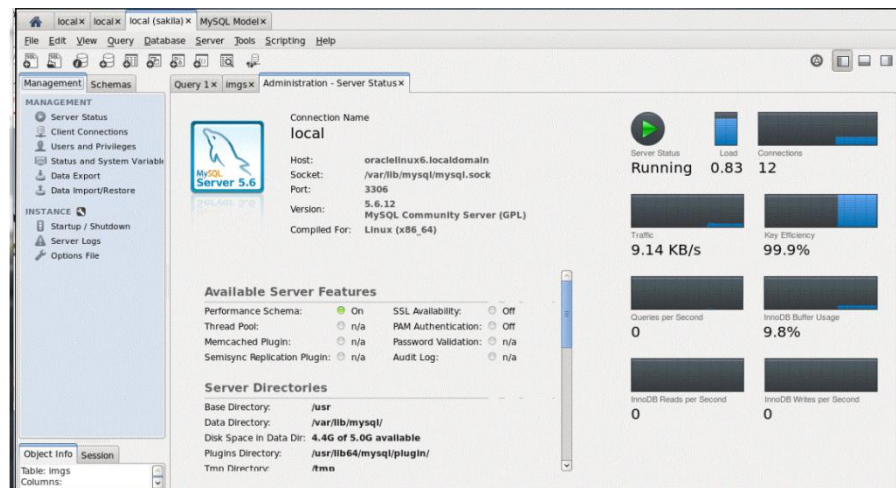 local× local× local (sakila)× MySQL Model×
File Edit View Query Database Server Tools Scripting Help
Management Schemas
MANAGEMENT
Server Status
Client Connections
Users and Privileges
Status and System Variable
Data Export
Data Import/Restore
INSTANCE
Startup / Shutdown
Server Logs
Options File
Object Info Session
Table: imgs
Columns:
Query 1× imgs× Administration - Server Status×
MySQL
Server 5.6
Connection Name
local
Host: oraclelinux6.localdomain
Socket: /var/lib/mysql/mysql.sock
Port: 3306
Version: 5.6.12
MySQL Community Server (GPL)
Compiled For: Linux (x86_64)
Available Server Features
Performance Schema: On SSL Availability: Off
Thread Pool: n/a PAM Authentication: Off
Memcached Plugin: n/a Password Validation: n/a
Semisync Replication Plugin: n/a Audit Log: n/a
Server Directories
Base Directory: /usr
Data Directory: /var/lib/mysql/
Disk Space in Data Dir: 4.4G of 5.0G available
Plugins Directory: /usr/lib64/mysql/plugin/
Tmp Directory: /tmp
Server Status Load Connections
Running 0.83 12
Traffic Key Efficiency
9.14 KB/s 99.9%
Queries per Second InnoDB Buffer Usage
0 9.8%
InnoDB Reads per Second InnoDB Writes per Second
0 0